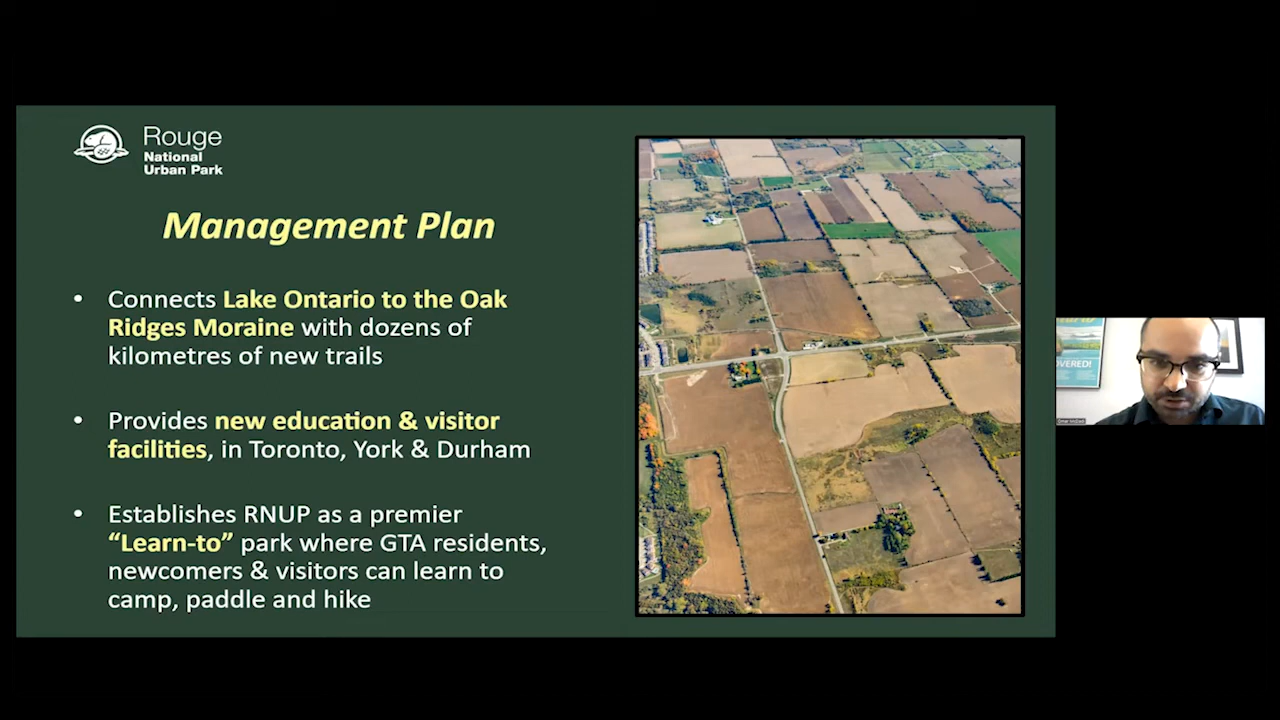 Rouge
National
Urban Park
Management Plan
• Connects Lake Ontario to the Oak
Ridges Moraine with dozens of
kilometres of new trails
• Provides new education & visitor
facilities, in Toronto, York & Durham
• Establishes RNUP as a premier
“Learn-to” park where GTA residents,
newcomers & visitors can learn to
camp, paddle and hike
OVERED!